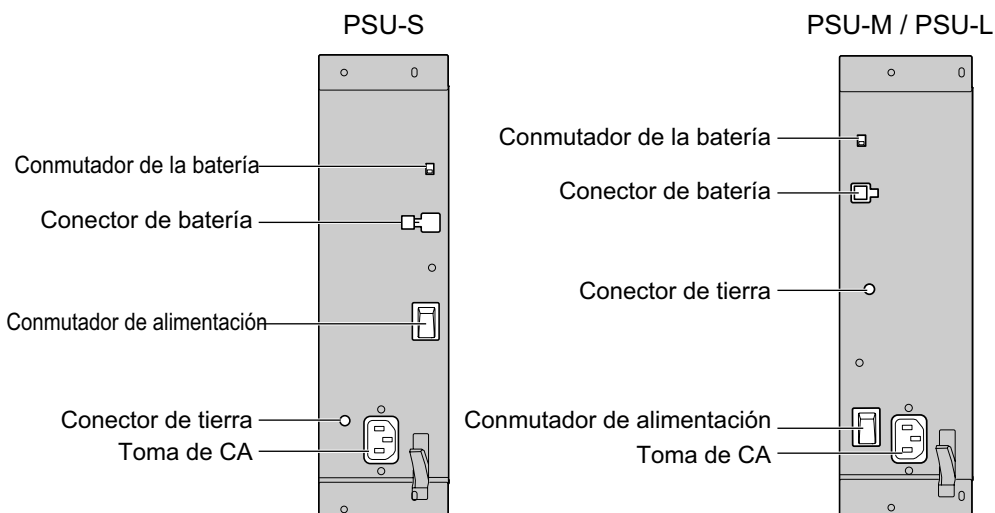 PSU-S
Conmutador de la batería
Conector de batería
Conmutador de alimentación
Conector de tierra
Toma de CA
PSU-M / PSU-L
Conmutador de la batería
Conector de batería
Conector de tierra
Conmutador de alimentación
Toma de CA